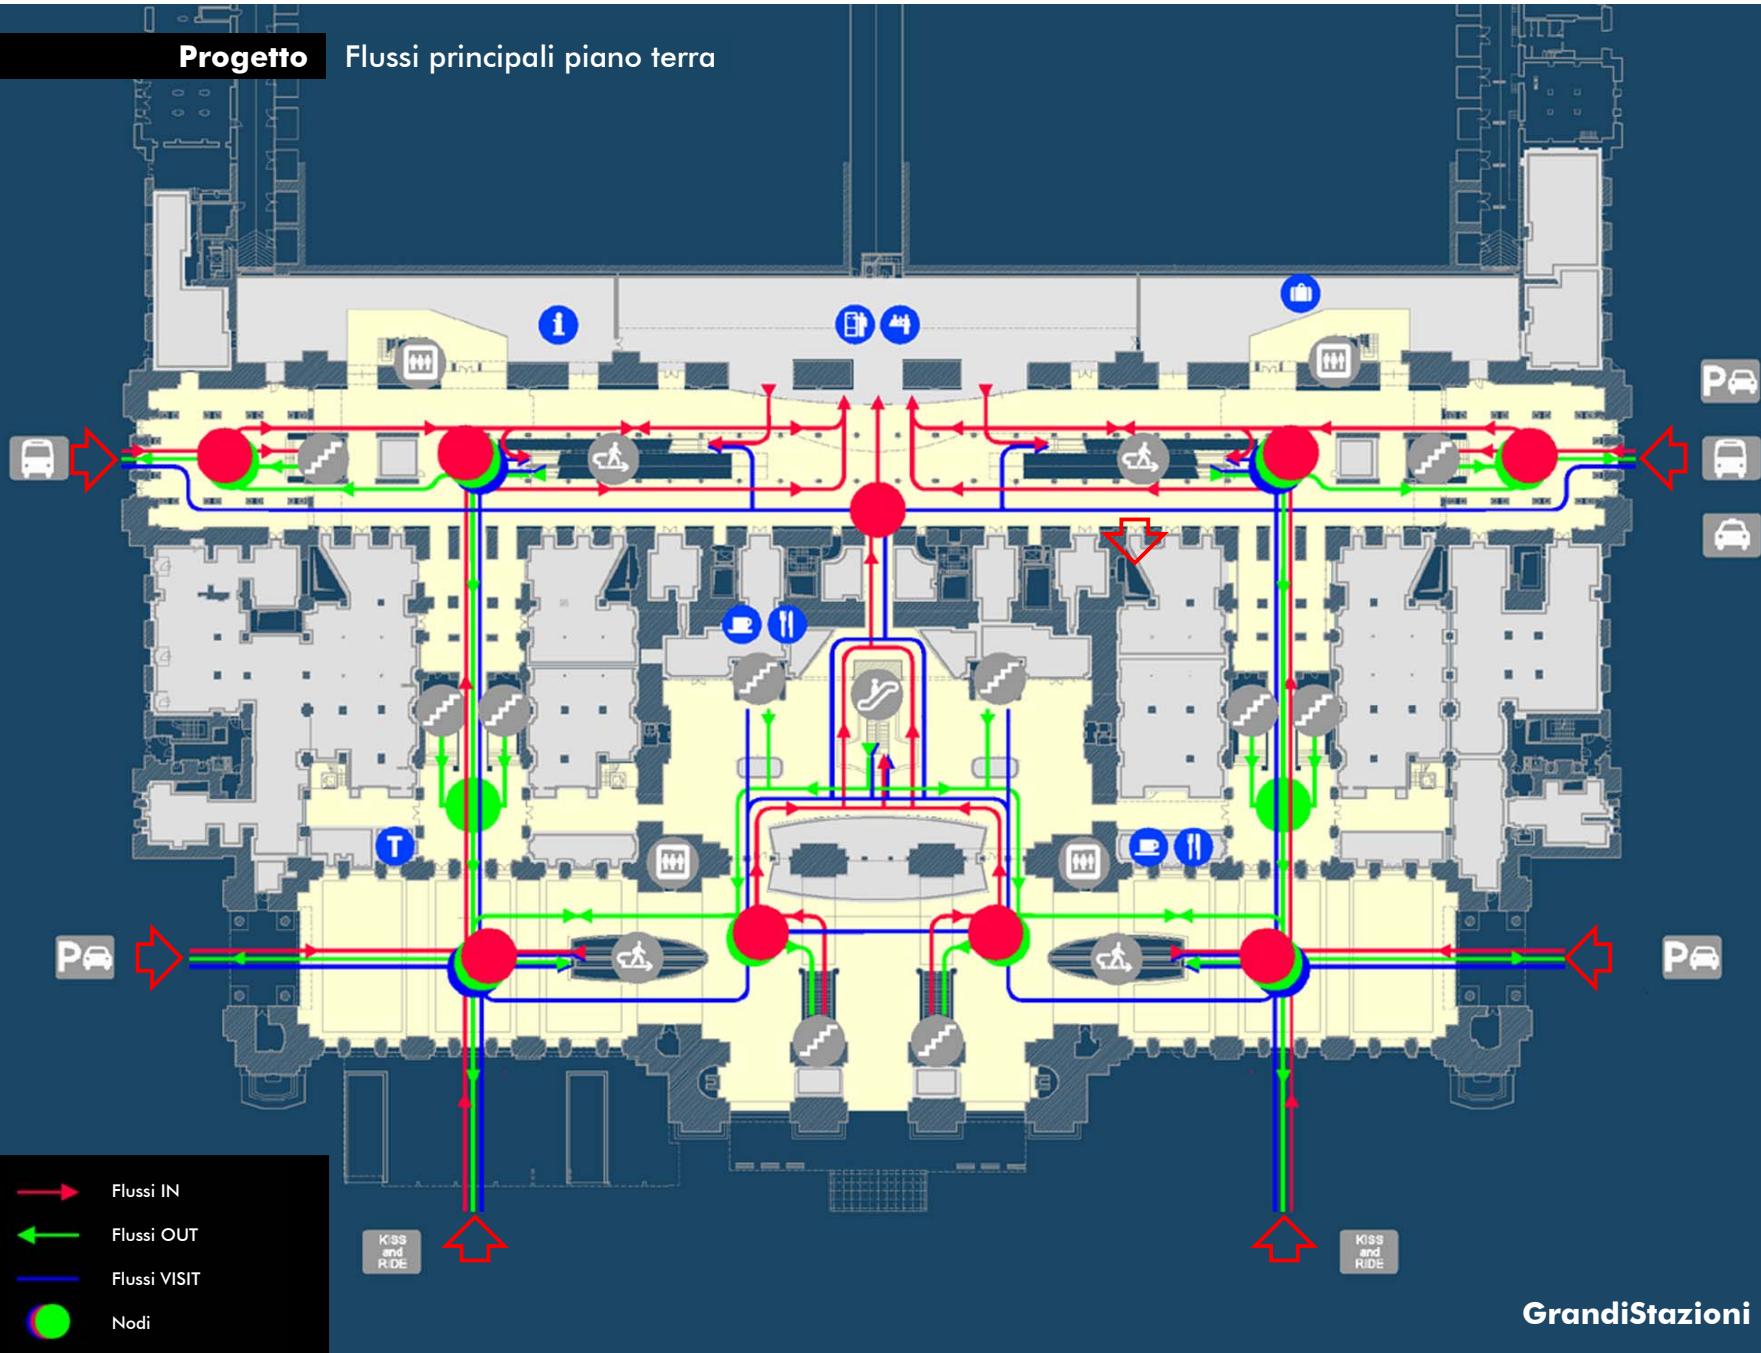 Progetto Flussi principali piano terra
i
P
T
P
P
Flussi IN
Flussi OUT
Flussi VISIT
Nodi
KISS
and
RIDE
KISS
and
RIDE
GrandiStazioni